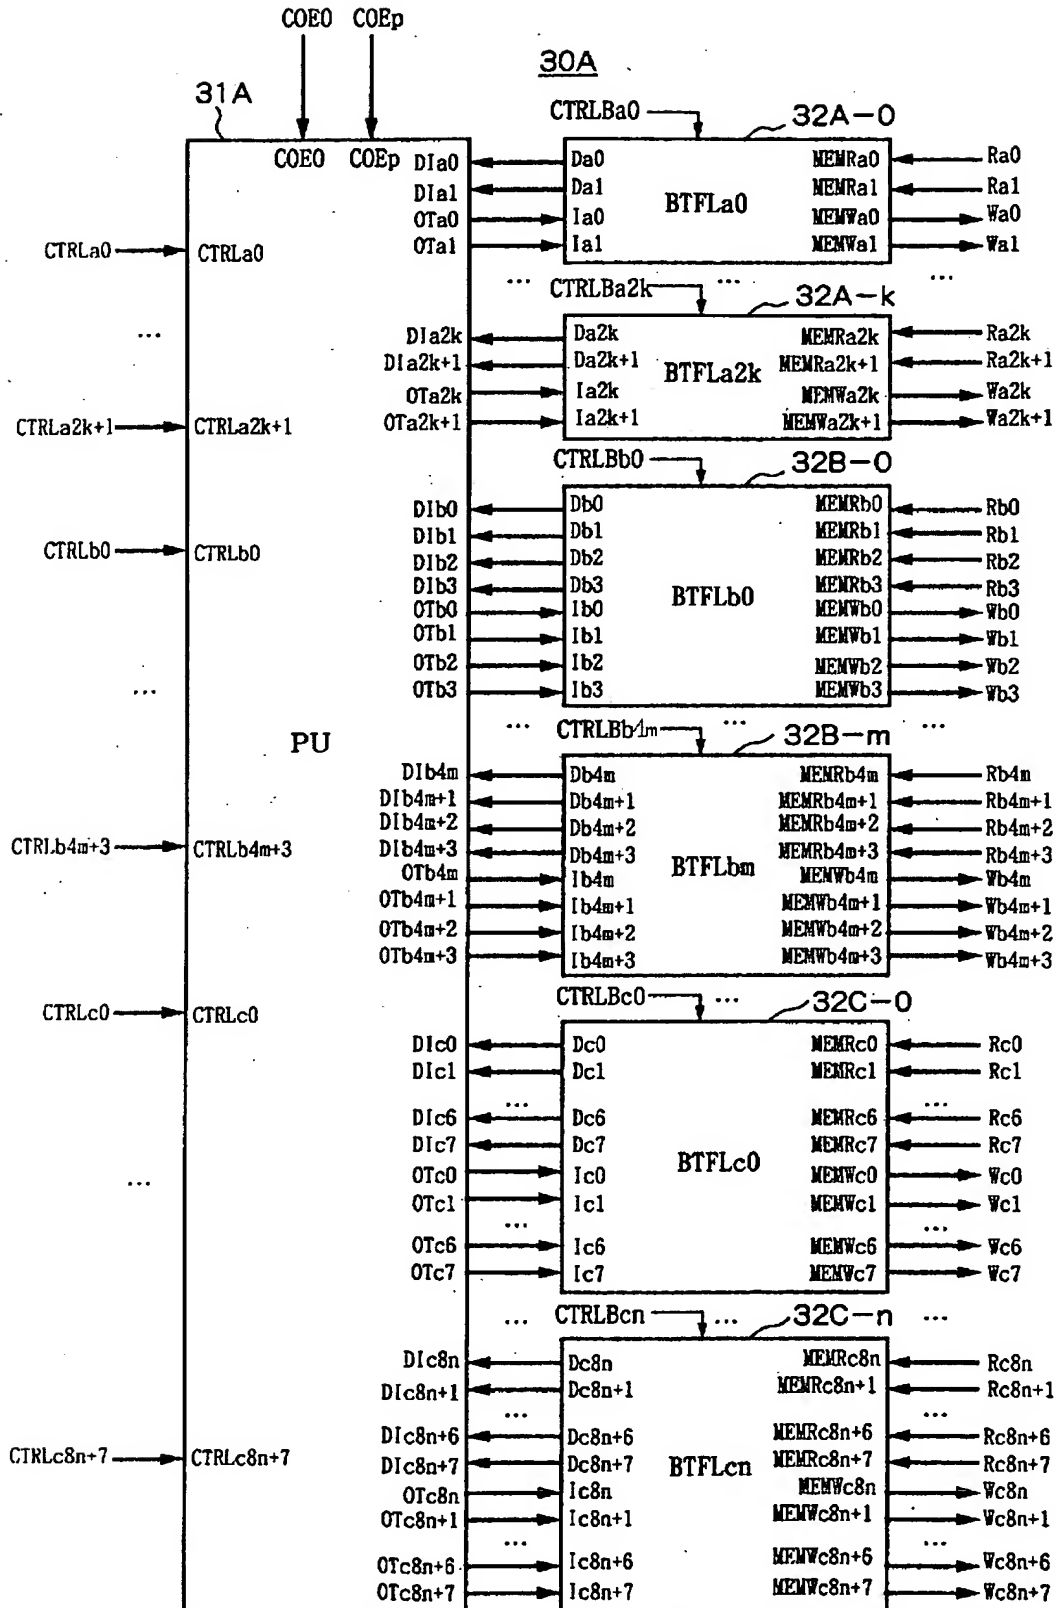 COE0 COEp
30A
31A
CTRLBa0 32A-0
COE0 COEp
DIa0 Da0 MEMRa0 Ra0
DIa1 Da1 MEMRa1 Ra1
BTFLa0
OTa0 Ia0 MEMWa0 Wa0
OTa1 Ia1 MEMWa1 Wa1
CTRLa0 CTRLa0
... ... ...
CTRLBa2k 32A-k
...
DIa2k Da2k MEMRa2k Ra2k
DIa2k+1 Da2k+1 MEMRa2k+1 Ra2k+1
BTFLa2k
OTa2k Ia2k MEMWa2k Wa2k
OTa2k+1 Ia2k+1 MEMWa2k+1 Wa2k+1
CTRLa2k+1 CTRLa2k+1
CTRLBb0 32B-0
DIb0 Db0 MEMRb0 Rb0
DIb1 Db1 MEMRb1 Rb1
CTRLb0 CTRLb0
DIb2 Db2 MEMRb2 Rb2
DIb3 Db3 MEMRb3 Rb3
BTFLb0
OTb0 Ib0 MEMWb0 Wb0
OTb1 Ib1 MEMWb1 Wb1
OTb2 Ib2 MEMWb2 Wb2
OTb3 Ib3 MEMWb3 Wb3
...
... ... ...
CTRLBb4m 32B-m
PU
DIb4m Db4m MEMRb4m Rb4m
DIb4m+1 Db4m+1 MEMRb4m+1 Rb4m+1
DIb4m+2 Db4m+2 MEMRb4m+2 Rb4m+2
DIb4m+3 Db4m+3 MEMRb4m+3 Rb4m+3
CTRLb4m+3 CTRLb4m+3
BTFLbm
OTb4m Ib4m MEMWb4m Wb4m
OTb4m+1 Ib4m+1 MEMWb4m+1 Wb4m+1
OTb4m+2 Ib4m+2 MEMWb4m+2 Wb4m+2
OTb4m+3 Ib4m+3 MEMWb4m+3 Wb4m+3
CTRLBc0 ... 32C-0
CTRLc0 CTRLc0
DIc0 Dc0 MEMRc0 Rc0
DIc1 Dc1 MEMRc1 Rc1
... ...
DIc6 Dc6 MEMRc6 Rc6
DIc7 Dc7 MEMRc7 Rc7
BTFLc0
OTc0 Ic0 MEMWc0 Wc0
OTc1 Ic1 MEMWc1 Wc1
...
... ...
OTc6 Ic6 MEMWc6 Wc6
OTc7 Ic7 MEMWc7 Wc7
... CTRLBcn ... 32C-n ...
DIc8n Dc8n MEMRc8n Rc8n
DIc8n+1 Dc8n+1 MEMRc8n+1 Rc8n+1
... ...
DIc8n+6 Dc8n+6 MEMRc8n+6 Rc8n+6
CTRLc8n+7 CTRLc8n+7
DIc8n+7 Dc8n+7 MEMRc8n+7 Rc8n+7
BTFLcn
OTc8n Ic8n MEMWc8n Wc8n
OTc8n+1 Ic8n+1 MEMWc8n+1 Wc8n+1
... ...
OTc8n+6 Ic8n+6 MEMWc8n+6 Wc8n+6
OTc8n+7 Ic8n+7 MEMWc8n+7 Wc8n+7